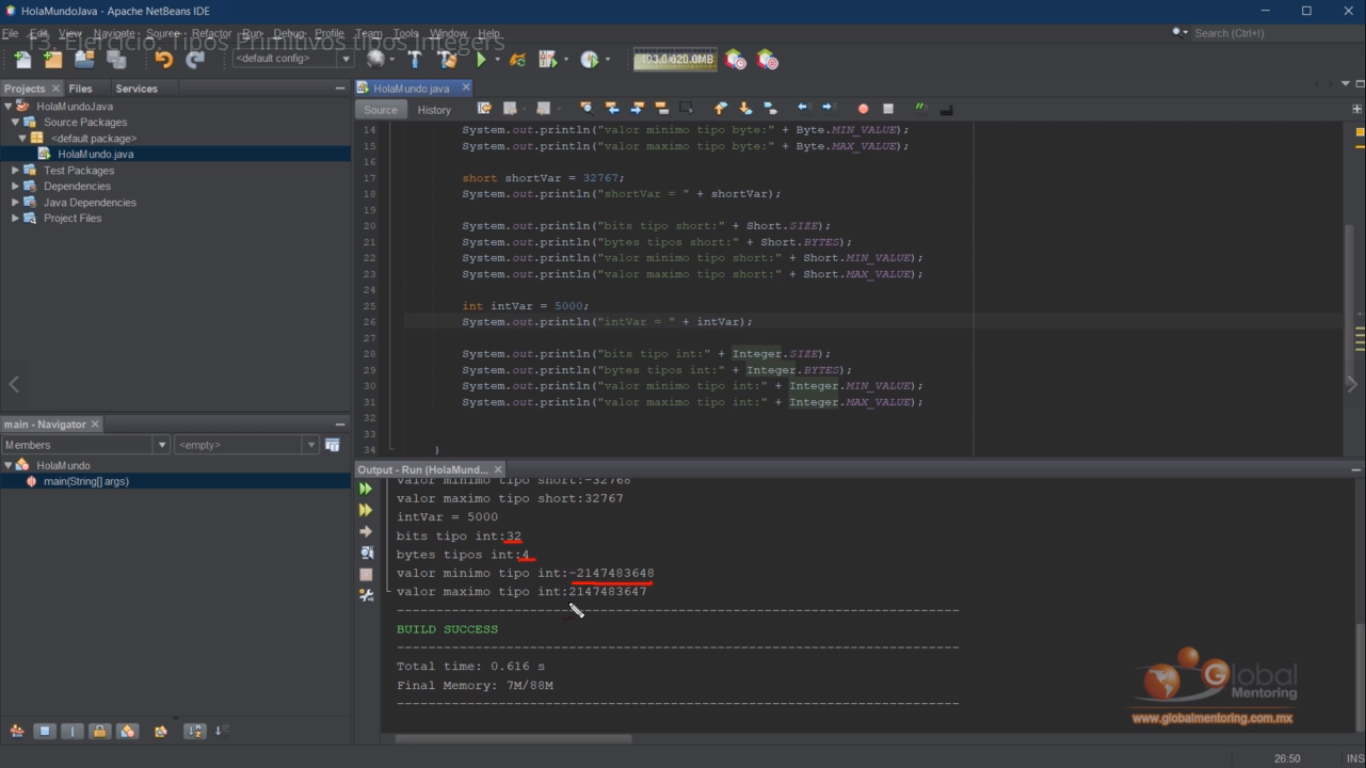 HolaMundoJava - Apache NetBeans IDE
File Edit View Navigate Source Refactor Run Debug Profile Team Tools Window Help
13. Ejercicio: Tipos Primitivos tipos Integers
Search (Ctrl+I)
<default config>
Projects Files Services
HolaMundoJava
Source Packages
<default package>
HolaMundo.java
Test Packages
Dependencies
Java Dependencies
Project Files
HolaMundo.java
Source History
14 System.out.println("valor minimo tipo byte:" + Byte.MIN_VALUE);
15 System.out.println("valor maximo tipo byte:" + Byte.MAX_VALUE);
16
17 short shortVar = 32767;
18 System.out.println("shortVar = " + shortVar);
19
20 System.out.println("bits tipo short:" + Short.SIZE);
21 System.out.println("bytes tipos short:" + Short.BYTES);
22 System.out.println("valor minimo tipo short:" + Short.MIN_VALUE);
23 System.out.println("valor maximo tipo short:" + Short.MAX_VALUE);
24
25 int intVar = 5000;
26 System.out.println("intVar = " + intVar);
27
28 System.out.println("bits tipo int:" + Integer.SIZE);
29 System.out.println("bytes tipos int:" + Integer.BYTES);
30 System.out.println("valor minimo tipo int:" + Integer.MIN_VALUE);
31 System.out.println("valor maximo tipo int:" + Integer.MAX_VALUE);
32
33
34 }
main - Navigator
Members <empty>
HolaMundo
main(String[] args)
Output - Run (HolaMund...
valor minimo tipo short:-32768
valor maximo tipo short:32767
intVar = 5000
bits tipo int:32
bytes tipos int:4
valor minimo tipo int:-2147483648
valor maximo tipo int:2147483647
BUILD SUCCESS
Total time: 0.616 s
Final Memory: 7M/88M
Global
Mentoring
www.globalmentoring.com.mx
26:50 INS